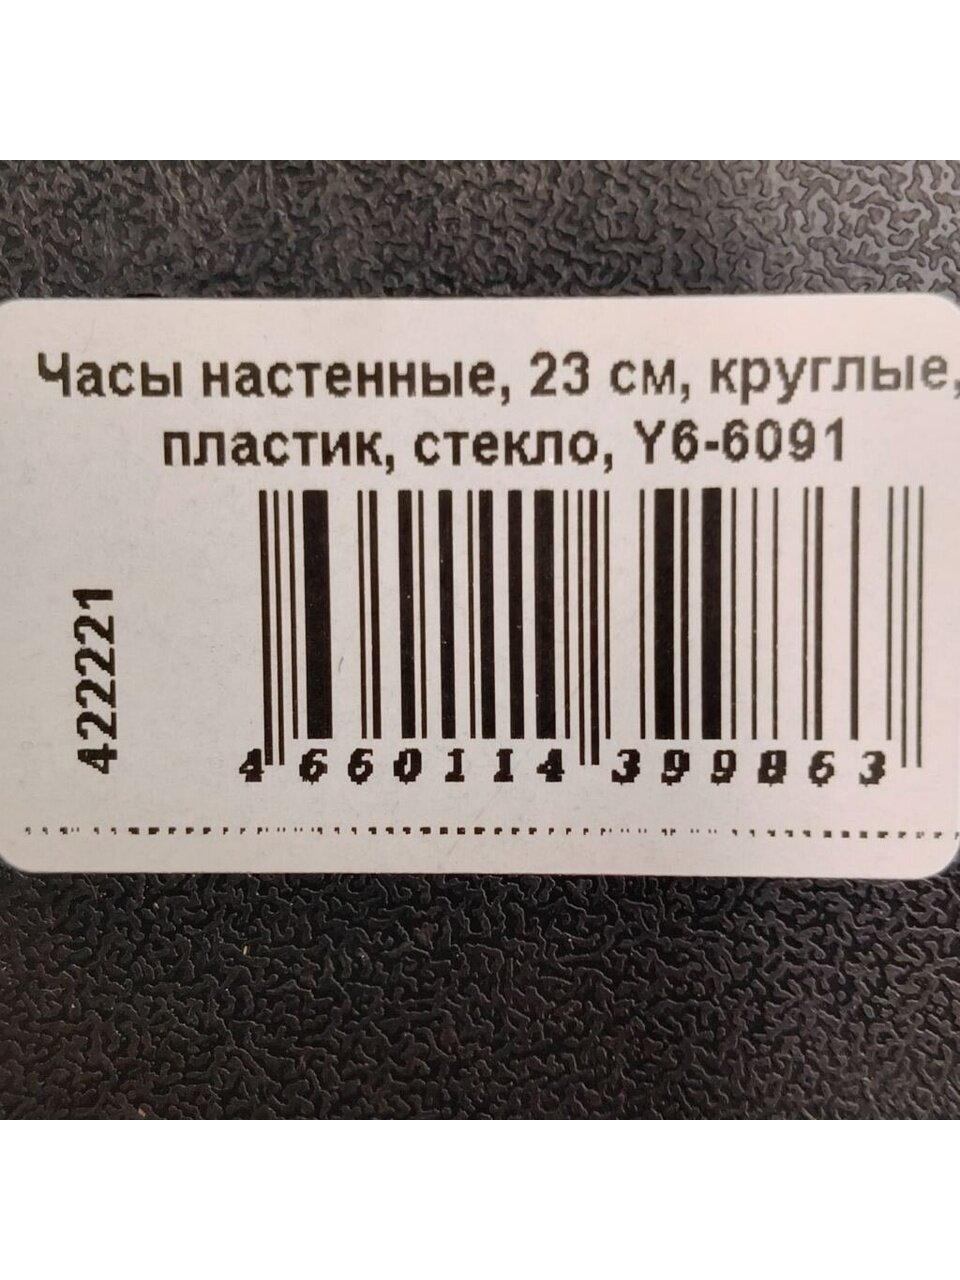 Часы настенные, 23 см, круглые,
пластик, стекло, Y6-6091
422221
4660114399863